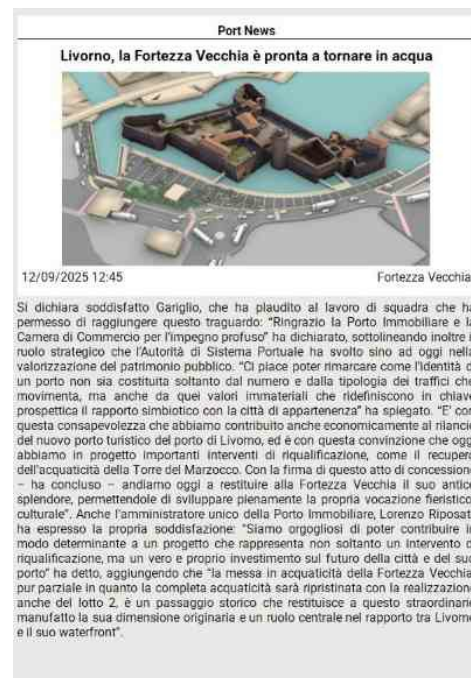 Port News
Livorno, la Fortezza Vecchia è pronta a tornare in acqua
12/09/2025 12:45
Fortezza Vecchia
Si dichiara soddisfatto Gariglio, che ha plaudito al lavoro di squadra che ha
permesso di raggiungere questo traguardo: "Ringrazio la Porto Immobiliare e la
Camera di Commercio per l'impegno profuso" ha dichiarato, sottolineando inoltre i
ruolo strategico che l'Autorità di Sistema Portuale ha svolto sino ad oggi nella
valorizzazione del patrimonio pubblico. "Ci piace poter rimarcare come l'identità d
un porto non sia costituita soltanto dal numero e dalla tipologia dei traffici che
movimenta, ma anche da quei valori immateriali che ridefiniscono in chiave
prospettica il rapporto simbiotico con la città di appartenenza" ha spiegato. "E' con
questa consapevolezza che abbiamo contribuito anche economicamente al rilancio
del nuovo porto turistico del porto di Livorno, ed è con questa convinzione che oggi
abbiamo in progetto importanti interventi di riqualificazione, come il recupero
dell'acquaticità della Torre del Marzocco. Con la firma di questo atto di concessione
– ha concluso – andiamo oggi a restituire alla Fortezza Vecchia il suo antico
splendore, permettendole di sviluppare pienamente la propria vocazione fieristico
culturale". Anche l'amministratore unico della Porto Immobiliare, Lorenzo Riposat
ha espresso la propria soddisfazione: "Siamo orgogliosi di poter contribuire in
modo determinante a un progetto che rappresenta non soltanto un intervento d
riqualificazione, ma un vero e proprio investimento sul futuro della città e del suo
porto" ha detto, aggiungendo che "la messa in acquaticità della Fortezza Vecchia
pur parziale in quanto la completa acquaticità sarà ripristinata con la realizzazione
anche del lotto 2, è un passaggio storico che restituisce a questo straordinario
manufatto la sua dimensione originaria e un ruolo centrale nel rapporto tra Livorno
e il suo waterfront".